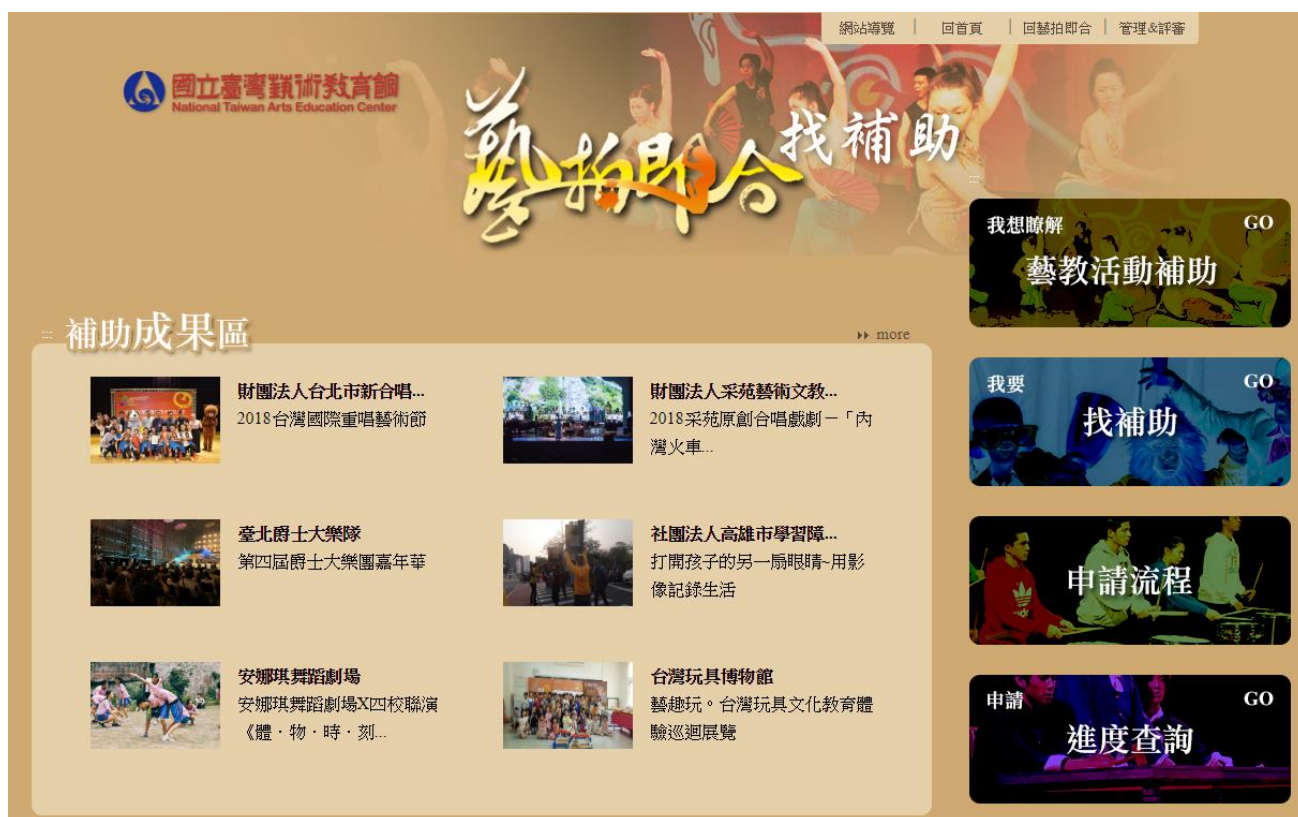 網站導覽 | 回首頁 | 回藝拍即合 | 管理&評審
國立臺灣藝術教育館
National Taiwan Arts Education Center
藝拍即合找補助
我想瞭解 GO
藝教活動補助
我要 GO
找補助
申請流程
申請 GO
進度查詢
補助成果區
more
財團法人台北市新合唱...
2018台灣國際重唱藝術節
財團法人采苑藝術文教...
2018采苑原創合唱戲劇－「內
灣火車...
臺北爵士大樂隊
第四屆爵士大樂團嘉年華
社團法人高雄市學習障...
打開孩子的另一扇眼睛~用影
像記錄生活
安娜琪舞蹈劇場
安娜琪舞蹈劇場X四校聯演
《體．物．時．刻...
台灣玩具博物館
藝趣玩。台灣玩具文化教育體
驗巡迴展覽